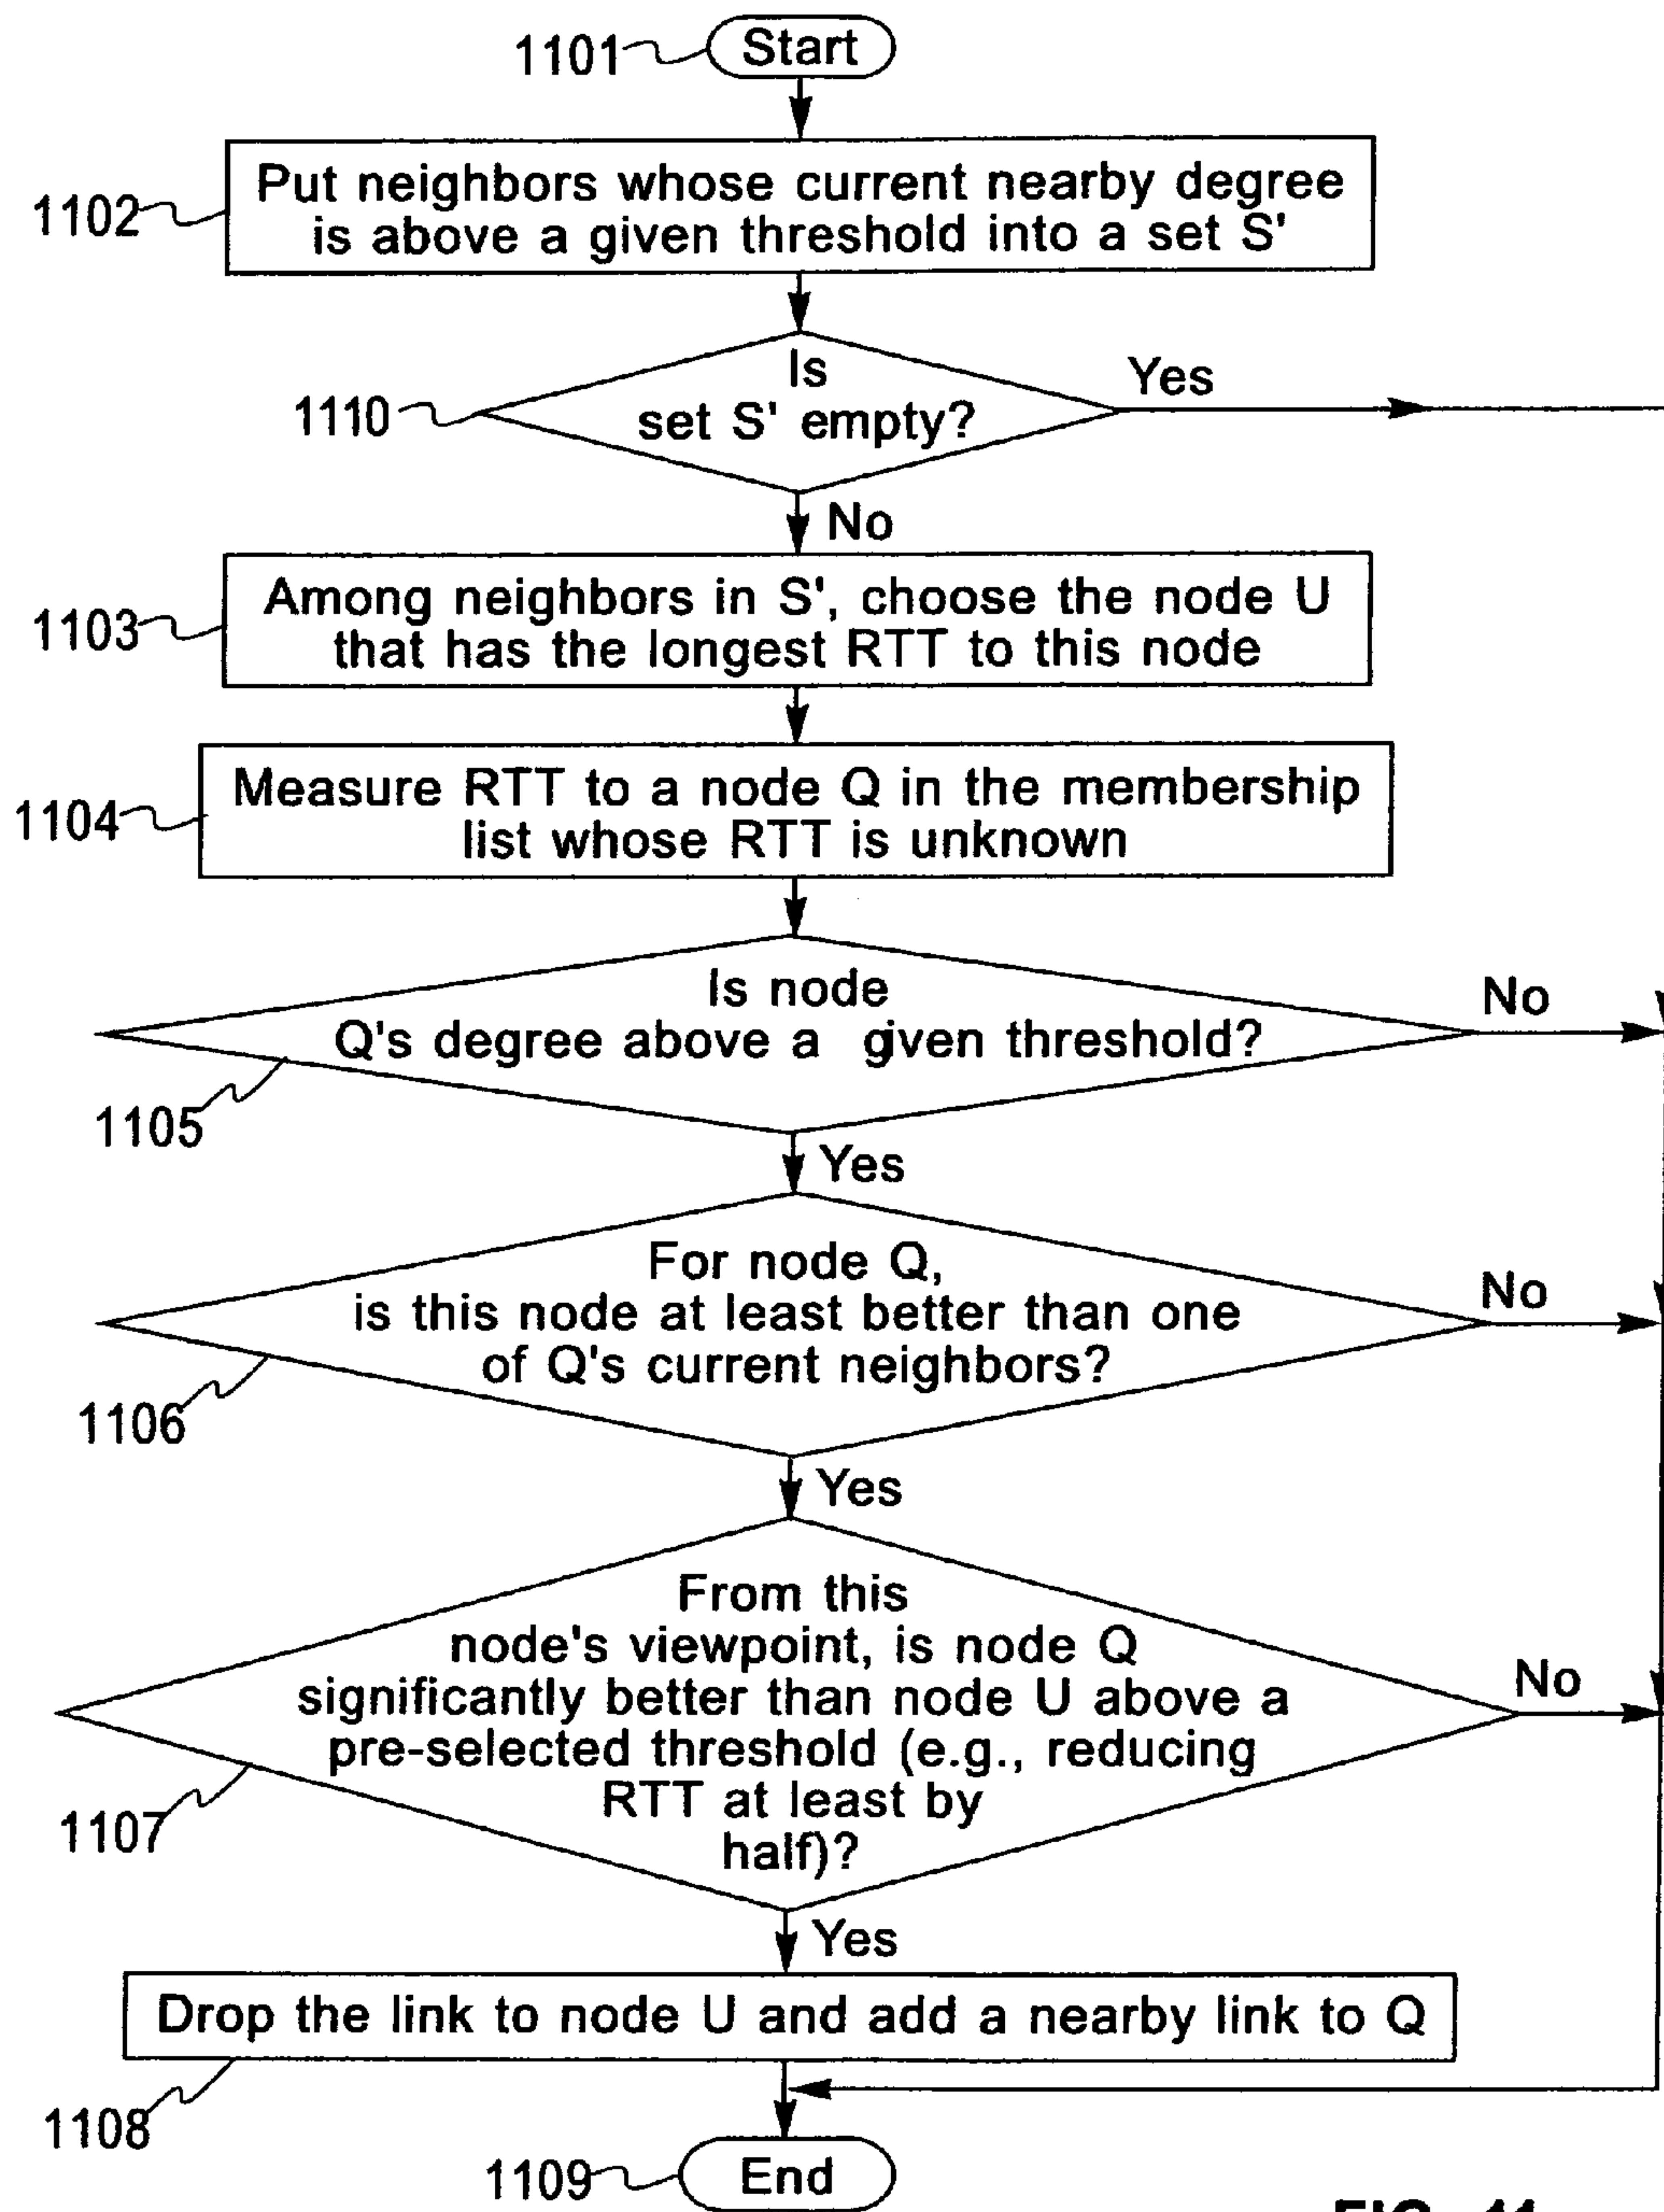 1101
Start
1102
Put neighbors whose current nearby degree
is above a given threshold into a set S'
1110
Is
set S' empty?
Yes
No
1103
Among neighbors in S', choose the node U
that has the longest RTT to this node
1104
Measure RTT to a node Q in the membership
list whose RTT is unknown
Is node
Q's degree above a given threshold?
No
1105
Yes
For node Q,
is this node at least better than one
of Q's current neighbors?
No
1106
Yes
From this
node's viewpoint, is node Q
significantly better than node U above a
pre-selected threshold (e.g., reducing
RTT at least by
half)?
No
1107
Yes
Drop the link to node U and add a nearby link to Q
1108
1109
End
FIG. 11